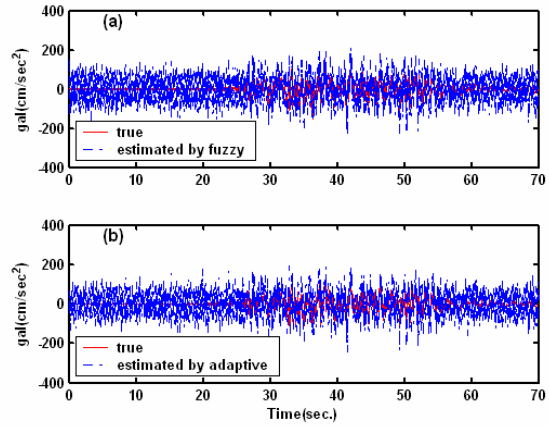 (a)
gal(cm/sec²)
400
200
0
-200
-400
true
estimated by fuzzy
0 10 20 30 40 50 60 70
(b)
gal(cm/sec²)
400
200
0
-200
-400
true
estimated by adaptive
0 10 20 30 40 50 60 70
Time(sec.)